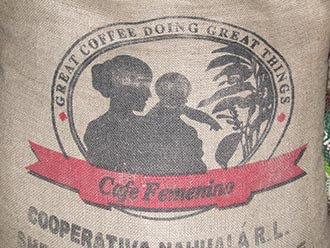 GREAT COFFEE DOING GREAT THINGS
Cafe Femenino
COOPERATIVA NAHUALÁ R.L.